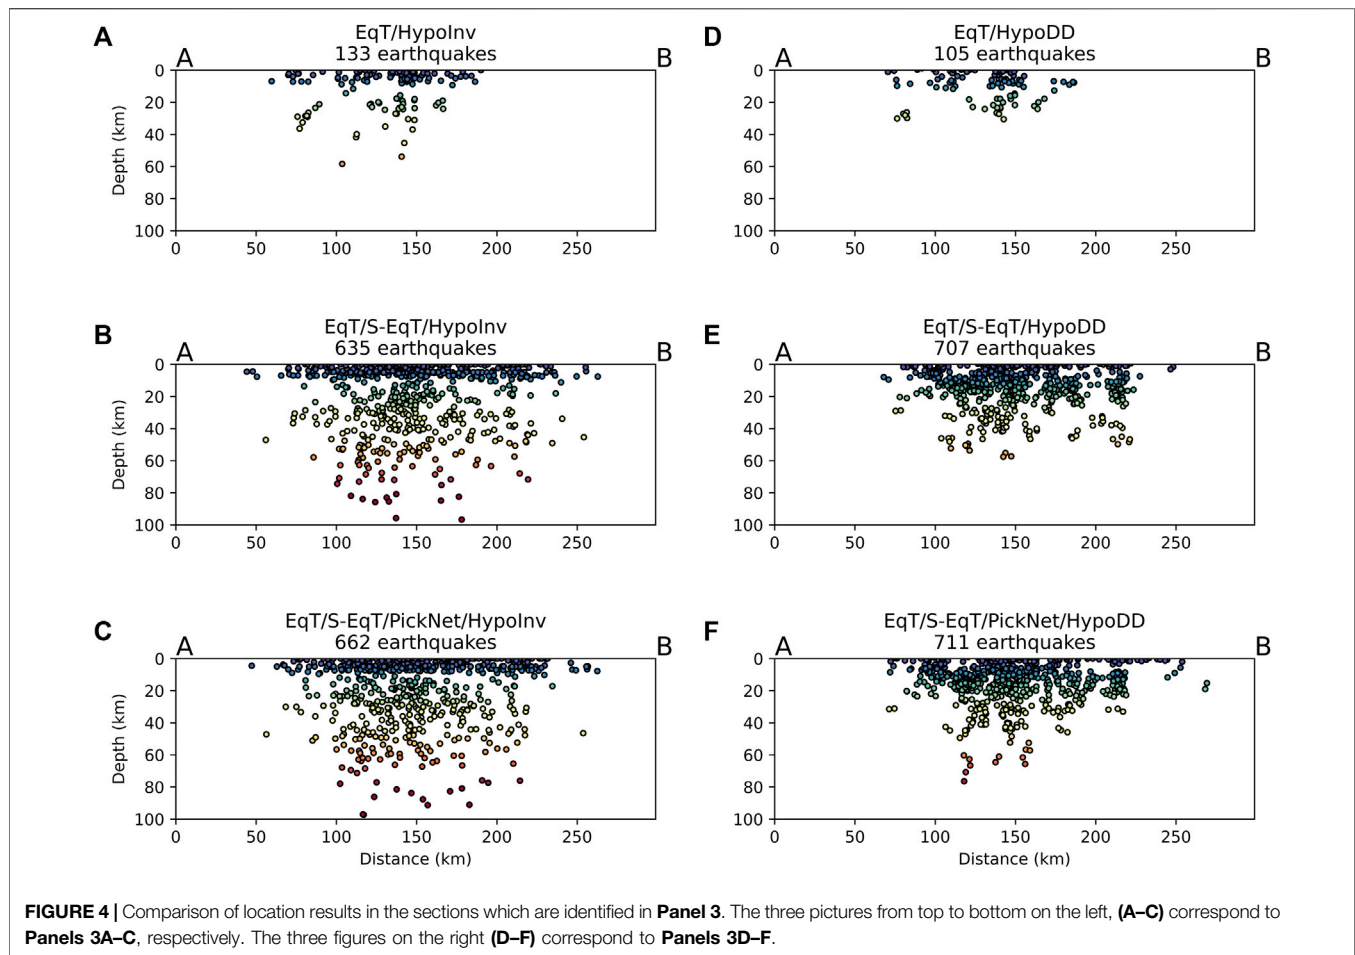 A
EqT/HypoInv
133 earthquakes
A B
0
20
40
60
80
100
Depth (km)
0 50 100 150 200 250
D
EqT/HypoDD
105 earthquakes
A B
0
20
40
60
80
100
0 50 100 150 200 250
B
EqT/S-EqT/HypoInv
635 earthquakes
A B
0
20
40
60
80
100
Depth (km)
0 50 100 150 200 250
E
EqT/S-EqT/HypoDD
707 earthquakes
A B
0
20
40
60
80
100
0 50 100 150 200 250
C
EqT/S-EqT/PickNet/HypoInv
662 earthquakes
A B
0
20
40
60
80
100
Depth (km)
0 50 100 150 200 250
Distance (km)
F
EqT/S-EqT/PickNet/HypoDD
711 earthquakes
A B
0
20
40
60
80
100
0 50 100 150 200 250
Distance (km)
FIGURE 4 | Comparison of location results in the sections which are identified in Panel 3. The three pictures from top to bottom on the left, (A–C) correspond to
Panels 3A–C, respectively. The three figures on the right (D–F) correspond to Panels 3D–F.